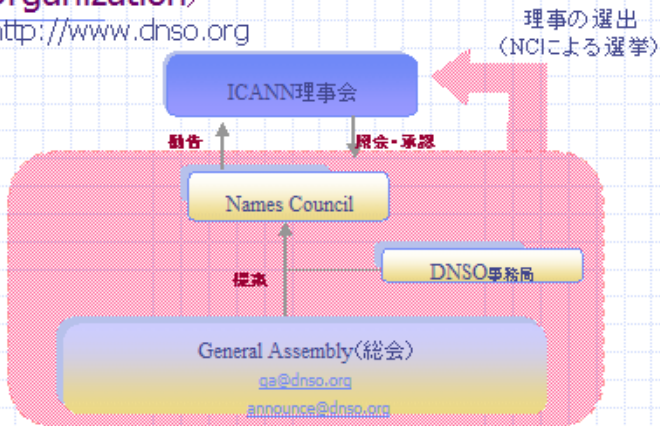 organization)
http://www.dnso.org
理事の選出
(NCによる選挙)
ICANN理事会
勧告
照会・承認
Names Council
DNSO事務局
提案
General Assembly(総会)
ga@dnso.org
announce@dnso.org